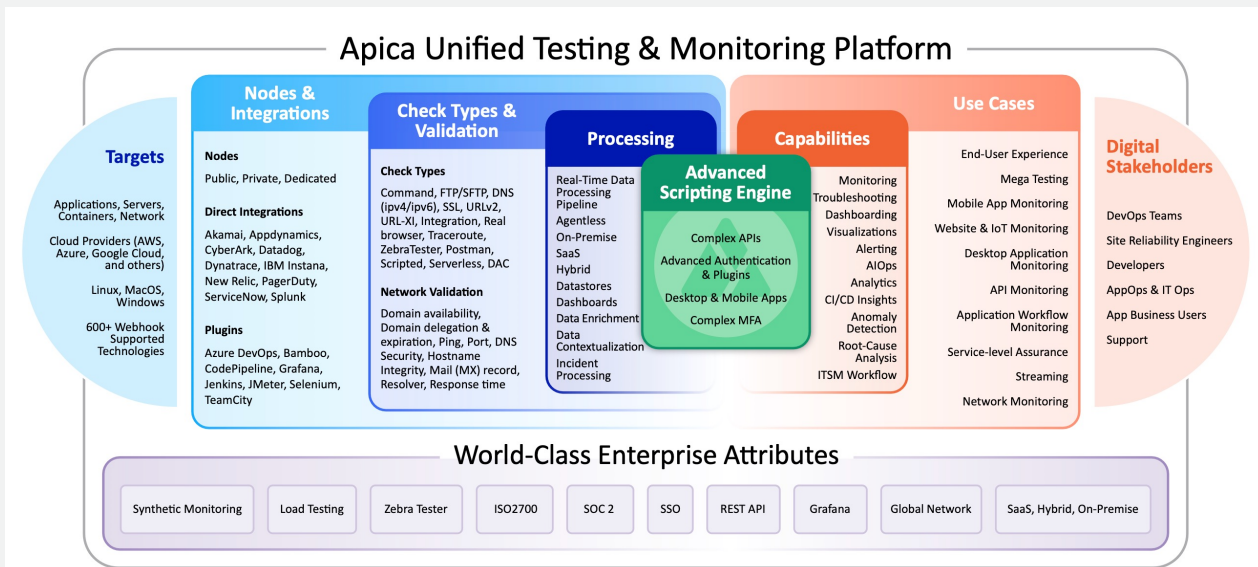 Apica Unified Testing & Monitoring Platform
Targets
Applications, Servers,
Containers, Network
Cloud Providers (AWS,
Azure, Google Cloud,
and others)
Linux, MacOS,
Windows
600+ Webhook
Supported
Technologies
Nodes &
Integrations
Nodes
Public, Private, Dedicated
Direct Integrations
Akamai, Appdynamics,
CyberArk, Datadog,
Dynatrace, IBM Instana,
New Relic, PagerDuty,
ServiceNow, Splunk
Plugins
Azure DevOps, Bamboo,
CodePipeline, Grafana,
Jenkins, JMeter, Selenium,
TeamCity
Check Types &
Validation
Check Types
Command, FTP/SFTP, DNS
(ipv4/ipv6), SSL, URLv2,
URL-XI, Integration, Real
browser, Traceroute,
ZebraTester, Postman,
Scripted, Serverless, DAC
Network Validation
Domain availability,
Domain delegation &
expiration, Ping, Port, DNS
Security, Hostname
Integrity, Mail (MX) record,
Resolver, Response time
Processing
Real-Time Data
Processing
Pipeline
Agentless
On-Premise
SaaS
Hybrid
Datastores
Dashboards
Data Enrichment
Data
Contextualization
Incident
Processing
Advanced
Scripting Engine
Complex APIs
Advanced Authentication
& Plugins
Desktop & Mobile Apps
Complex MFA
Capabilities
Monitoring
Troubleshooting
Dashboarding
Visualizations
Alerting
AIOps
Analytics
CI/CD Insights
Anomaly
Detection
Root-Cause
Analysis
ITSM Workflow
Use Cases
End-User Experience
Mega Testing
Mobile App Monitoring
Website & IoT Monitoring
Desktop Application
Monitoring
API Monitoring
Application Workflow
Monitoring
Service-level Assurance
Streaming
Network Monitoring
Digital
Stakeholders
DevOps Teams
Site Reliability Engineers
Developers
AppOps & IT Ops
App Business Users
Support
World-Class Enterprise Attributes
Synthetic Monitoring
Load Testing
Zebra Tester
ISO2700
SOC 2
SSO
REST API
Grafana
Global Network
SaaS, Hybrid, On-Premise